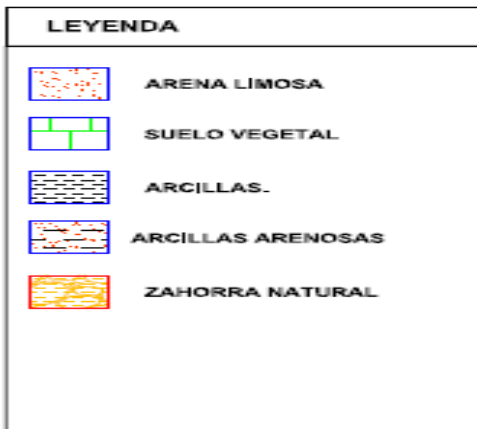 LEYENDA
ARENA LIMOSA
SUELO VEGETAL
ARCILLAS.
ARCILLAS ARENOSAS
ZAHORRA NATURAL